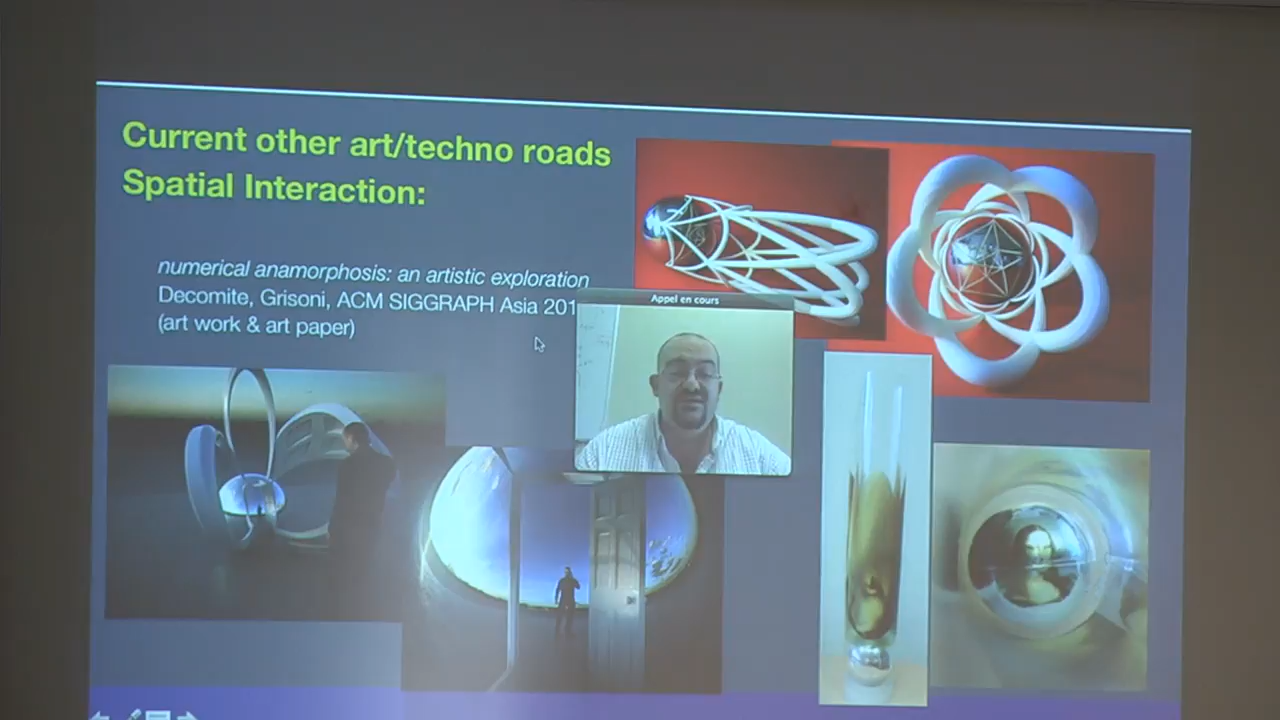 Current other art/techno roads
Spatial Interaction:
numerical anamorphosis: an artistic exploration
Decomite, Grisoni, ACM SIGGRAPH Asia 201
(art work & art paper)
Appel en cours